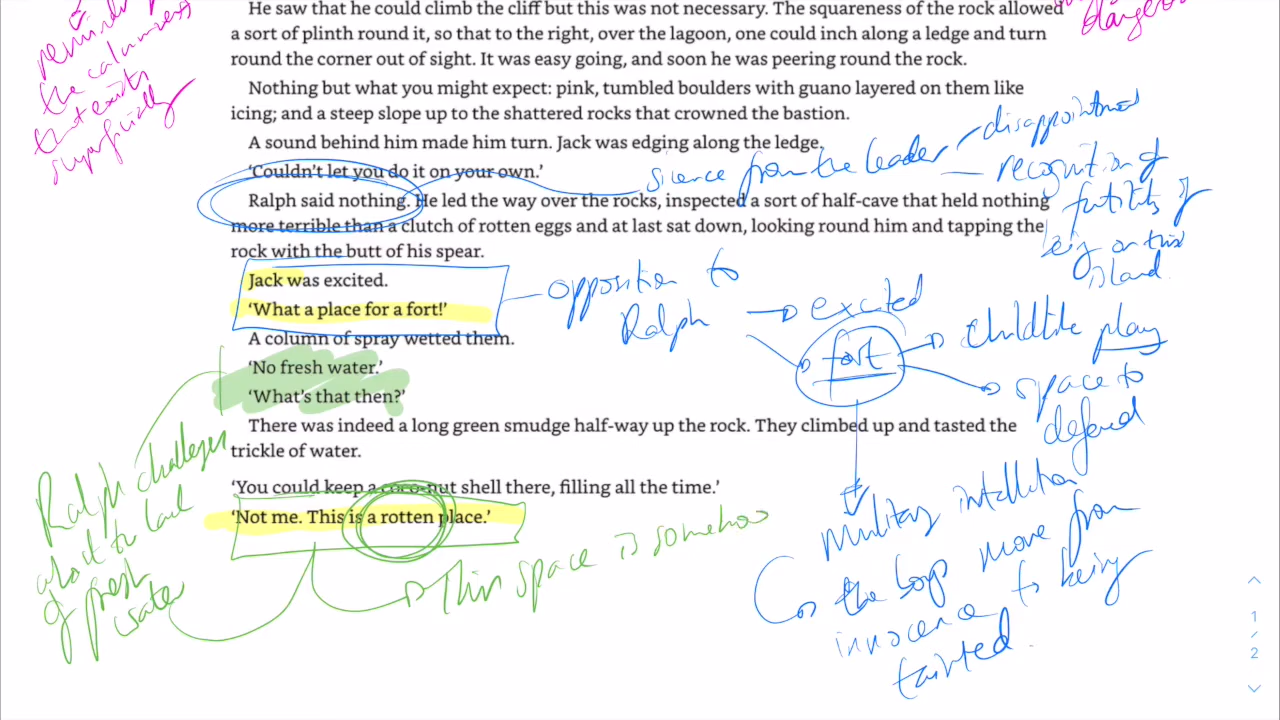 He saw that he could climb the cliff but this was not necessary. The squareness of the rock allowed
a sort of plinth round it, so that to the right, over the lagoon, one could inch along a ledge and turn
round the corner out of sight. It was easy going, and soon he was peering round the rock.
Nothing but what you might expect: pink, tumbled boulders with guano layered on them like
icing; and a steep slope up to the shattered rocks that crowned the bastion.
A sound behind him made him turn. Jack was edging along the ledge.
‘Couldn't let you do it on your own.’
Ralph said nothing. He led the way over the rocks, inspected a sort of half-cave that held nothing
more terrible than a clutch of rotten eggs and at last sat down, looking round him and tapping the
rock with the butt of his spear.
Jack was excited.
‘What a place for a fort!’
A column of spray wetted them.
‘No fresh water.’
‘What's that then?’
There was indeed a long green smudge half-way up the rock. They climbed up and tasted the
trickle of water.
‘You could keep a coco-nut shell there, filling all the time.’
‘Not me. This is a rotten place.’
the calmness
that exists
superficially
silence from the leader
disappointment
recognition of
futility of
on this
island
opposition to
Ralph
excited
fort
childlike play
space to
defend
military
the boys move from
innocence to being
tainted.
Ralph challenges
about the lack
of fresh
water
This space is somehow
1
/
2